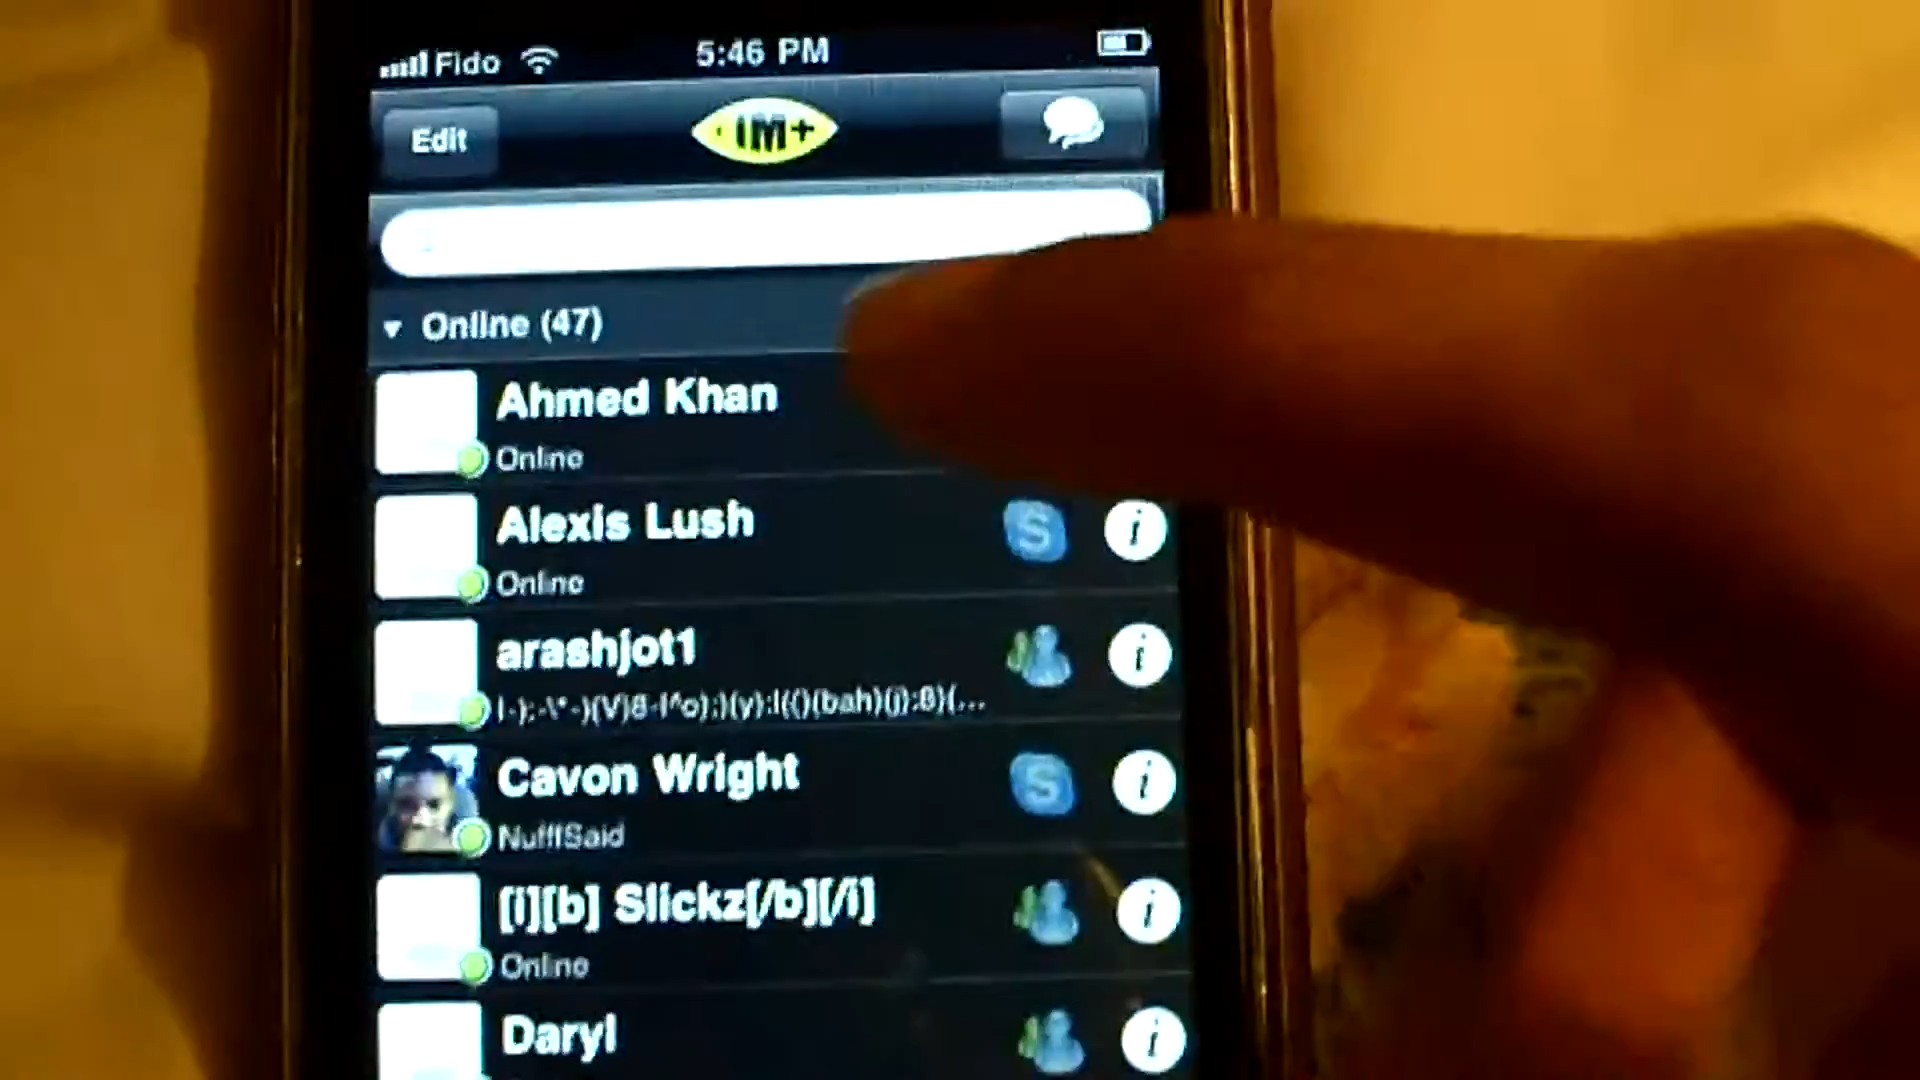 Fido
5:46 PM
Edit
IM+
Online (47)
Ahmed Khan
Online
Alexis Lush
Online
arashjot1
Cavon Wright
NufffSaid
[i][b] Slickz[/b][/i]
Online
Daryl